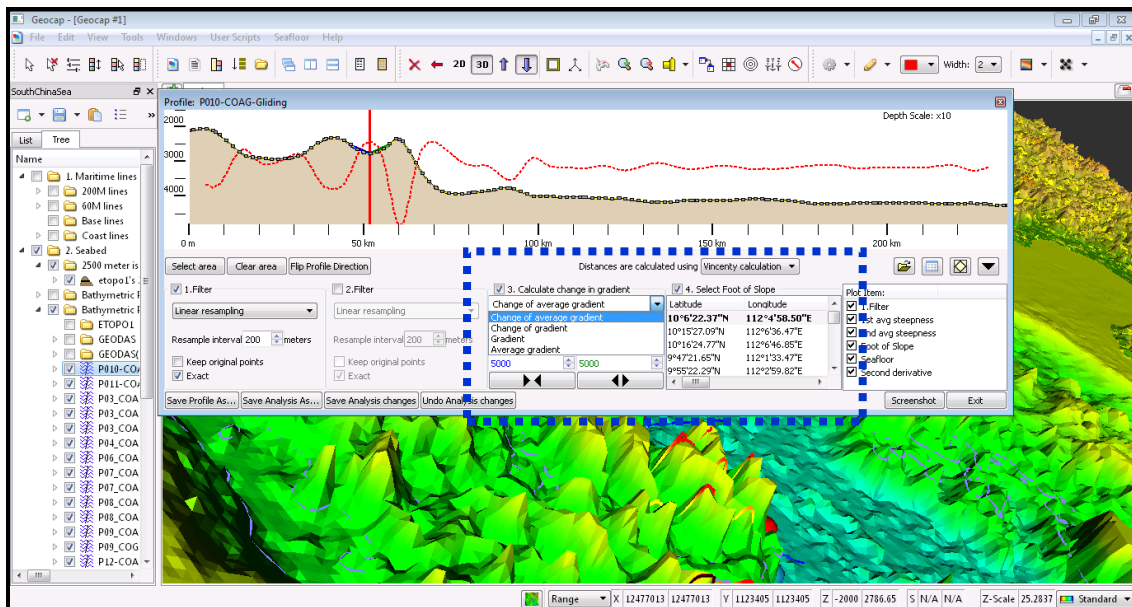 Geocap - [Geocap #1]
File Edit View Tools Windows User Scripts Seafloor Help
2D 3D Width: 2
SouthChinaSea
Profile: P010-COAG-Gliding
Depth Scale: x10
2000
3000
4000
0 m 50 km 100 km 150 km 200 km
List Tree
Name
1. Maritime lines
200M lines
60M lines
Base lines
Coast lines
2. Seabed
2500 meter is
etopo1's
Bathymetric P
Bathymetric P
ETOPO1
GEODAS
GEODAS(
P010-COA
P011-COA
P03_COA
P03_COA
P03_COA
P04_COA
P06_COA
P07_COA
P07_COA
P08_COA
P08_COA
P09_COA
P09_COG
P12-COA
Select area Clear area Flip Profile Direction
Distances are calculated using Vincenty calculation
1.Filter
Linear resampling
Resample interval 200 meters
Keep original points
Exact
2.Filter
Linear resampling
Resample interval 200 meters
Keep original points
Exact
3. Calculate change in gradient
Change of average gradient
Change of average gradient
Change of gradient
Gradient
Average gradient
5000 5000
4. Select Foot of Slope
Latitude Longitude
10°6'22.37"N 112°4'58.50"E
10°15'27.09"N 112°6'36.47"E
10°16'24.77"N 112°6'46.85"E
9°47'21.65"N 112°1'33.47"E
9°55'22.29"N 112°2'59.82"E
Plot Item:
1.Filter
1st avg steepness
2nd avg steepness
Foot of Slope
Seafloor
Second derivative
Save Profile As... Save Analysis As... Save Analysis changes Undo Analysis changes
Screenshot Exit
Range X 12477013 12477013 Y 1123405 1123405 Z -2000 2786.65 S N/A N/A Z-Scale 25.2837 Standard